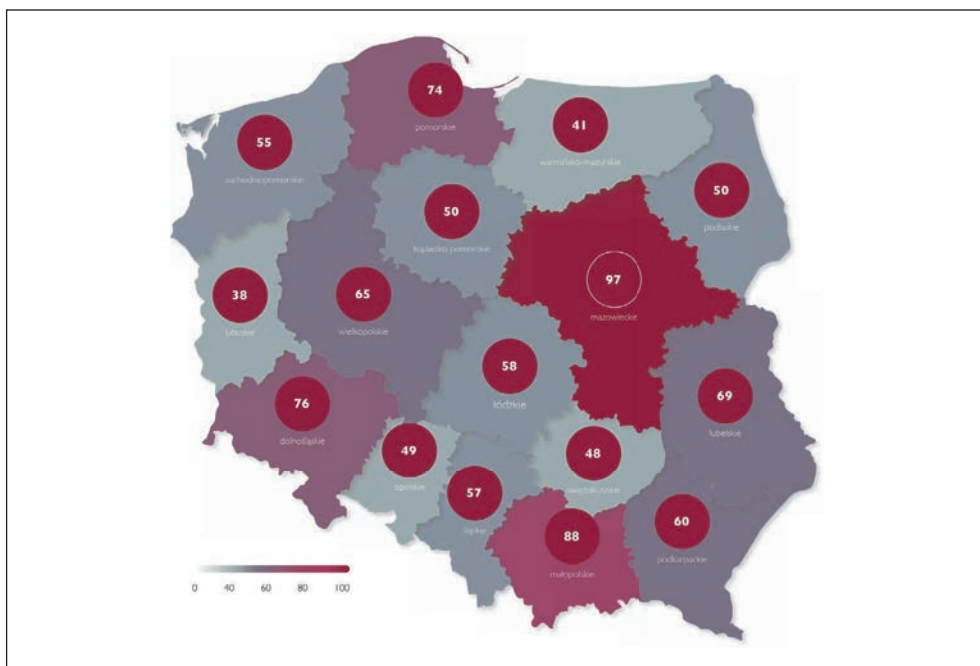 74
pomorskie
41
warmińsko-mazurskie
55
zachodniopomorskie
50
podlaskie
50
kujawsko-pomorskie
97
mazowieckie
38
lubuskie
65
wielkopolskie
58
łódzkie
69
lubelskie
76
dolnośląskie
49
opolskie
48
świętokrzyskie
57
śląskie
60
podkarpackie
88
małopolskie
0 40 60 80 100